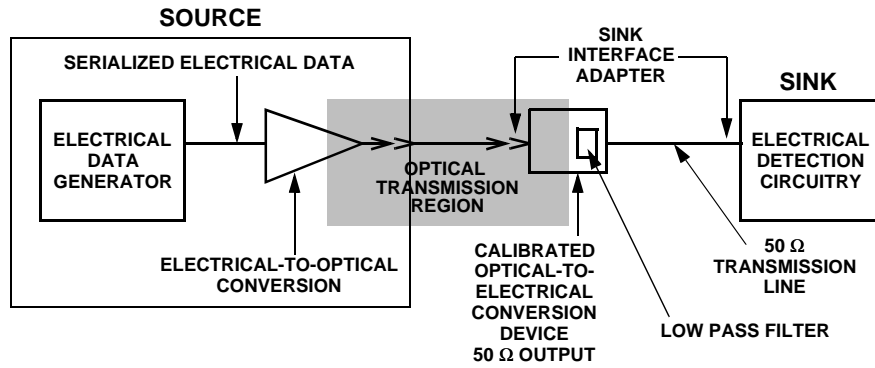 SOURCE
SERIALIZED ELECTRICAL DATA
ELECTRICAL
DATA
GENERATOR
ELECTRICAL-TO-OPTICAL
CONVERSION
OPTICAL
TRANSMISSION
REGION
SINK
INTERFACE
ADAPTER
SINK
ELECTRICAL
DETECTION
CIRCUITRY
CALIBRATED
OPTICAL-TO-
ELECTRICAL
CONVERSION
DEVICE
50 Ω OUTPUT
50 Ω
TRANSMISSION
LINE
LOW PASS FILTER